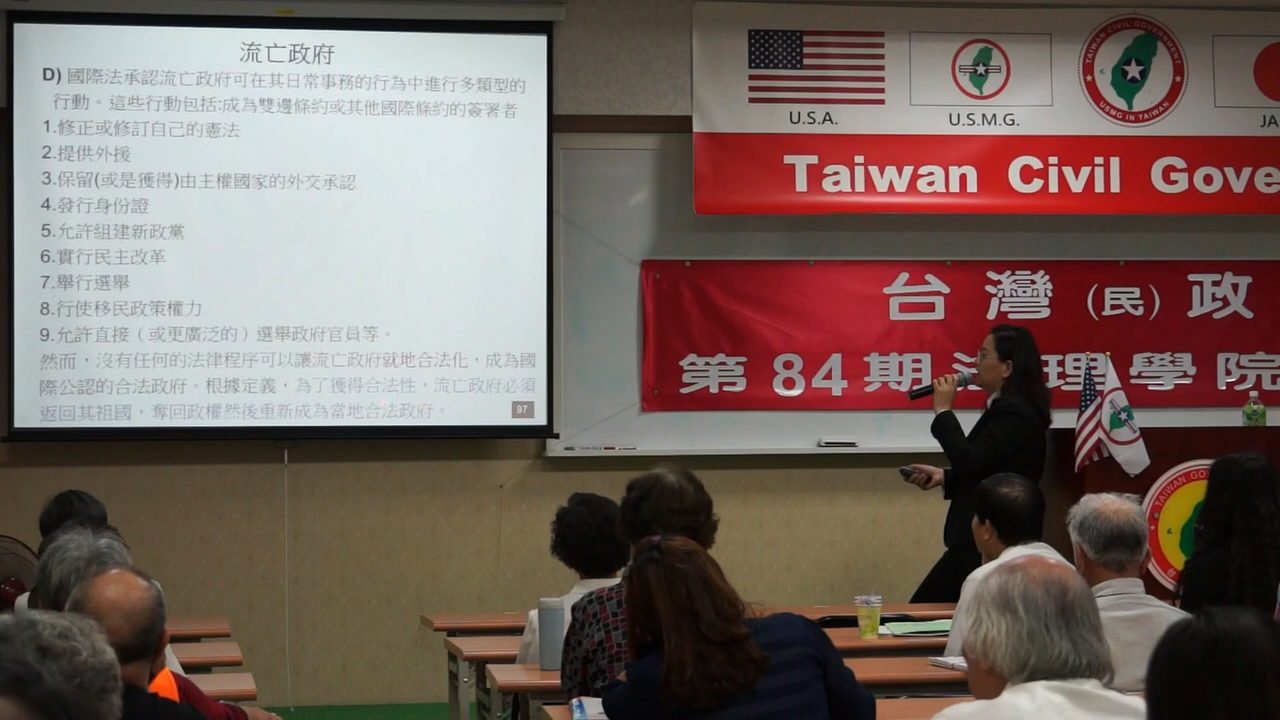 流亡政府
D) 國際法承認流亡政府可在其日常事務的行為中進行多類型的
行動。這些行動包括:成為雙邊條約或其他國際條約的簽署者
1.修正或修訂自己的憲法
2.提供外援
3.保留(或是獲得)由主權國家的外交承認
4.發行身份證
5.允許組建新政黨
6.實行民主改革
7.舉行選舉
8.行使移民政策權力
9.允許直接（或更廣泛的）選舉政府官員等。
然而，沒有任何的法律程序可以讓流亡政府就地合法化，成為國
際公認的合法政府。根據定義，為了獲得合法性，流亡政府必須
返回其祖國，奪回政權然後重新成為當地合法政府。
97
U.S.A.
U.S.M.G.
TAIWAN CIVIL GOVERNMENT
USMG IN TAIWAN
JA
Taiwan Civil Gove
台灣（民）政
第84期 理學院
TAIWAN GO